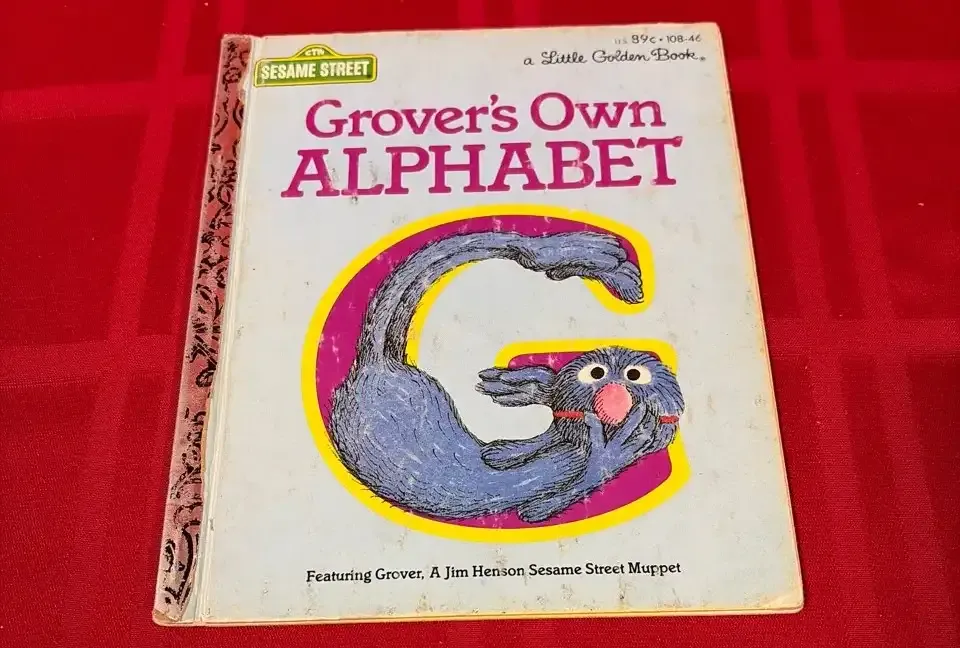 CTW
SESAME STREET
U.S. 89¢ • 108-46
a Little Golden Book®
Grover's Own
ALPHABET
Featuring Grover, A Jim Henson Sesame Street Muppet